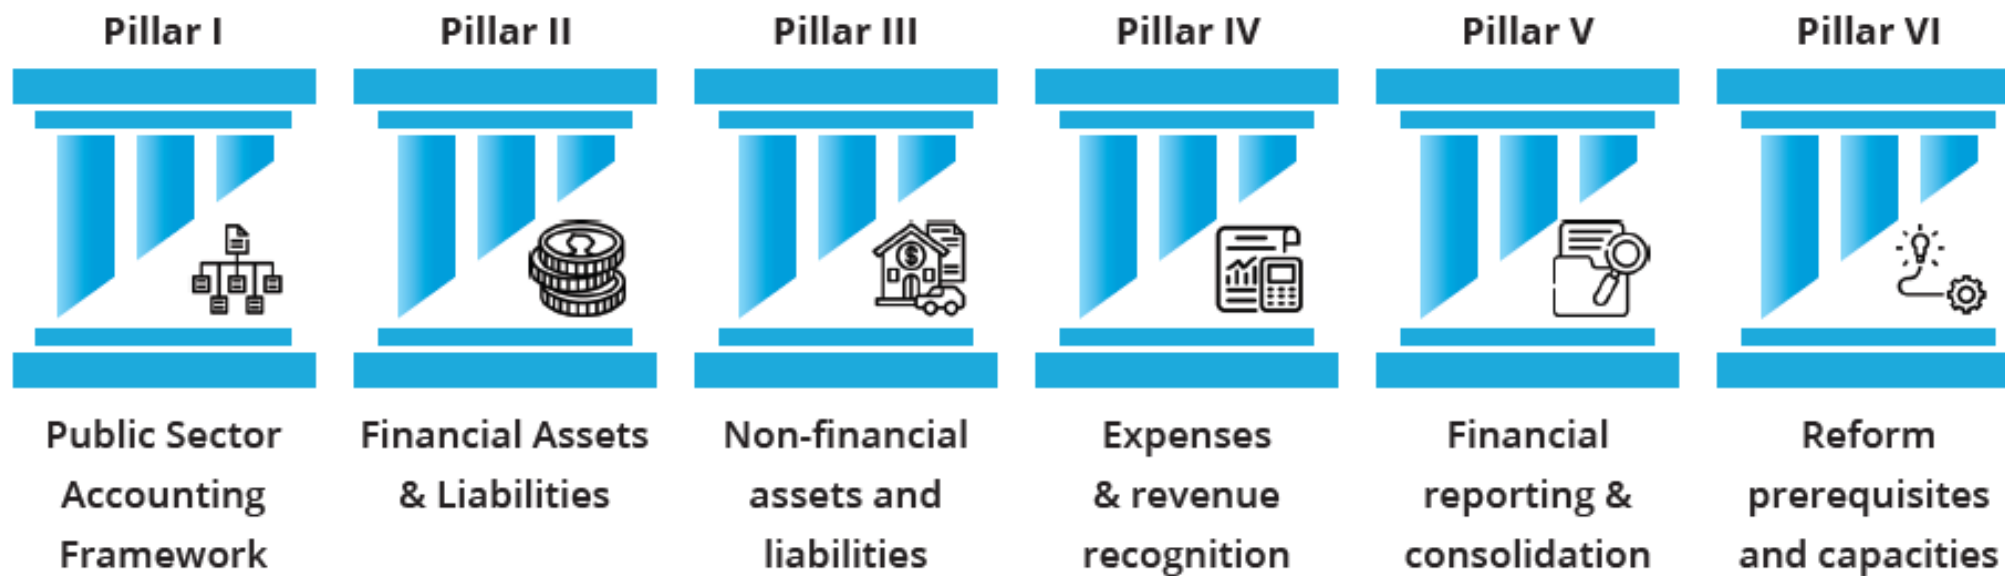 Pillar I
Pillar II
Pillar III
Pillar IV
Pillar V
Pillar VI
Public Sector
Accounting
Framework
Financial Assets
& Liabilities
Non-financial
assets and
liabilities
Expenses
& revenue
recognition
Financial
reporting &
consolidation
Reform
prerequisites
and capacities